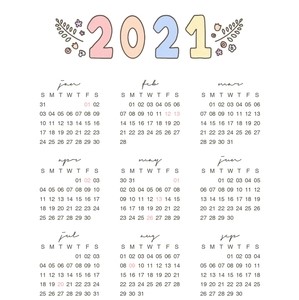 2021
jan
S M T W T F S
31 01 02
03 04 05 06 07 08 09
10 11 12 13 14 15 16
17 18 19 20 21 22 23
24 25 26 27 28 29 30
feb
S M T W T F S
01 02 03 04 05 06
07 08 09 10 11 12 13
14 15 16 17 18 19 20
21 22 23 24 25 26 27
28
mar
S M T W T F S
01 02 03 04 05 06
07 08 09 10 11 12 13
14 15 16 17 18 19 20
21 22 23 24 25 26 27
28 29 30 31
apr
S M T W T F S
01 02 03
04 05 06 07 08 09 10
11 12 13 14 15 16 17
18 19 20 21 22 23 24
25 26 27 28 29 30
may
S M T W T F S
30 31 01
02 03 04 05 06 07 08
09 10 11 12 13 14 15
16 17 18 19 20 21 22
23 24 25 26 27 28 29
jun
S M T W T F S
01 02 03 04 05
06 07 08 09 10 11 12
13 14 15 16 17 18 19
20 21 22 23 24 25 26
27 28 29 30
jul
S M T W T F S
01 02 03
04 05 06 07 08 09 10
11 12 13 14 15 16 17
18 19 20 21 22 23 24
25 26 27 28 29 30 31
aug
S M T W T F S
01 02 03 04 05 06 07
08 09 10 11 12 13 14
15 16 17 18 19 20 21
22 23 24 25 26 27 28
29 30 31
sep
S M T W T F S
01 02 03 04
05 06 07 08 09 10 11
12 13 14 15 16 17 18
19 20 21 22 23 24 25
26 27 28 29 30